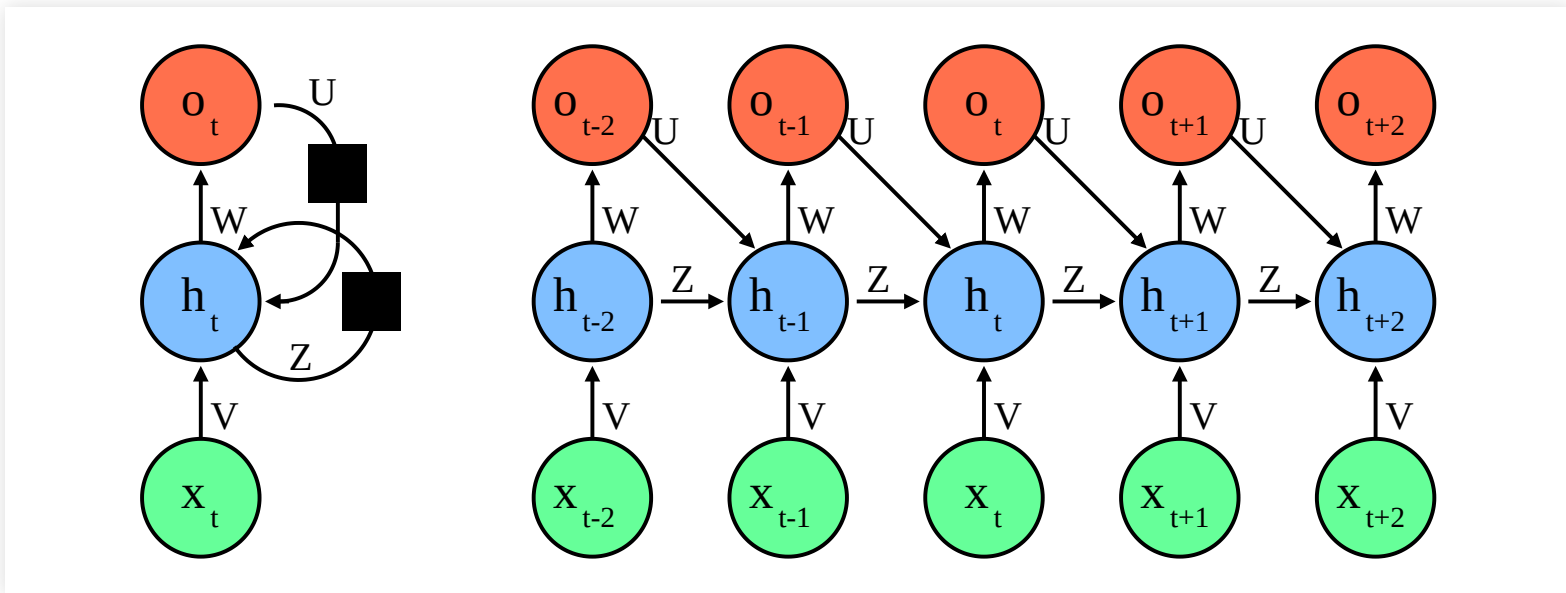 o t
U
W
h t
Z
V
x t
o t-2
U
o t-1
U
o t
U
o t+1
U
o t+2
W
W
W
W
W
h t-2
Z
h t-1
Z
h t
Z
h t+1
Z
h t+2
V
V
V
V
V
x t-2
x t-1
x t
x t+1
x t+2